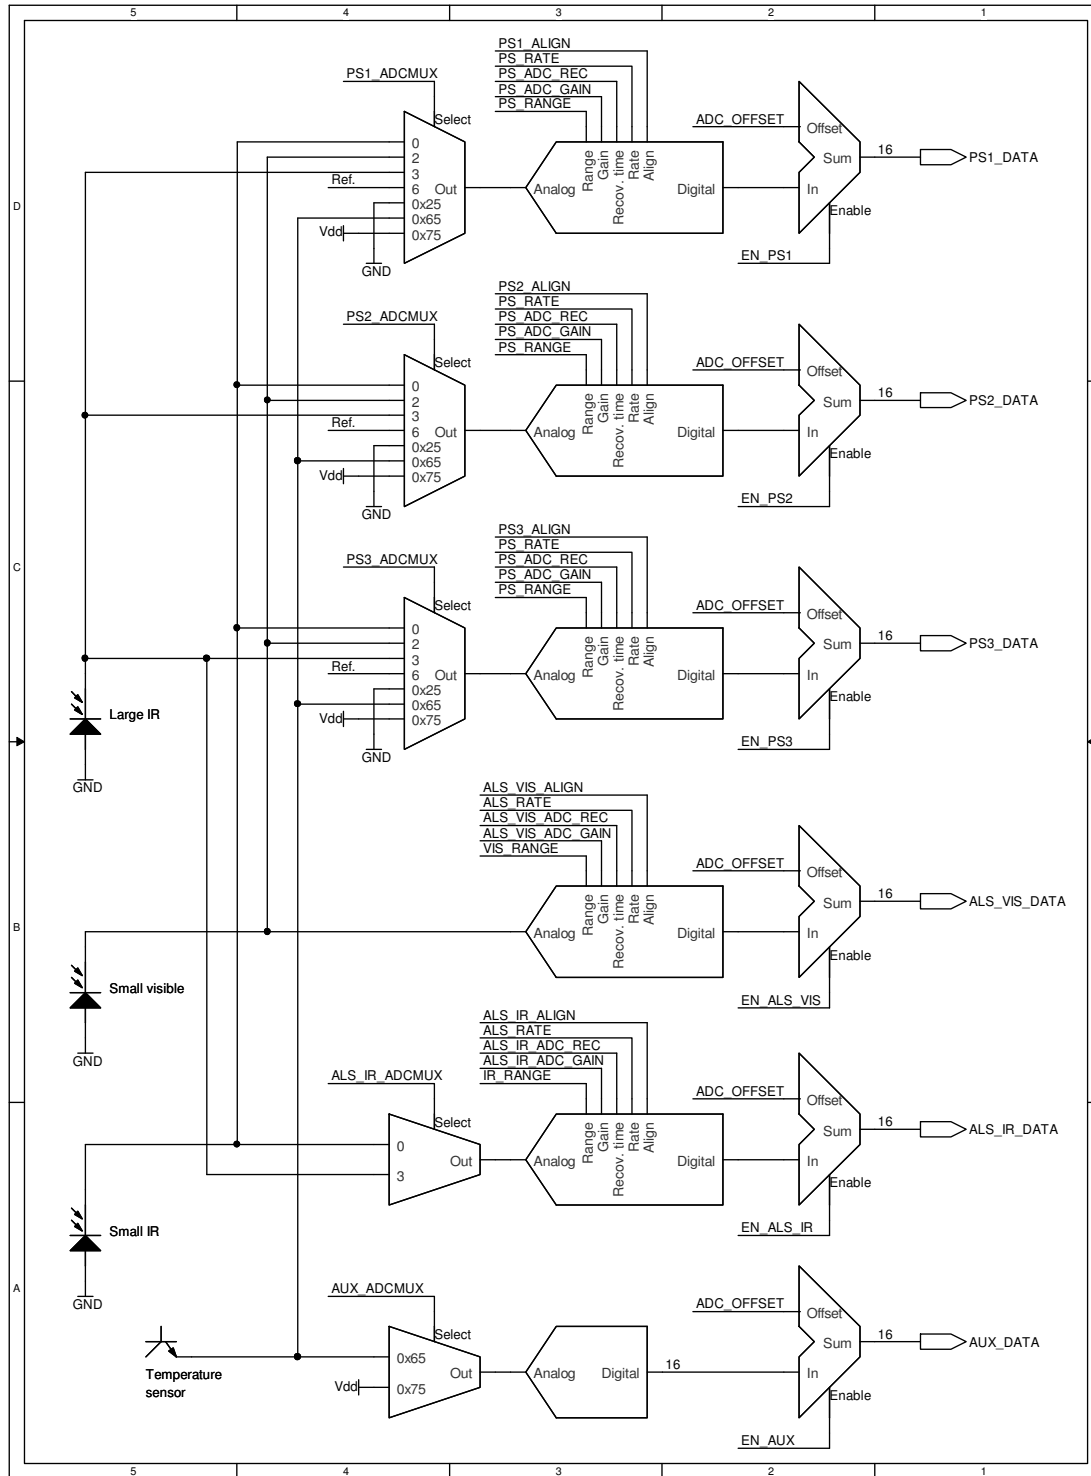 5 4 3 2 1
D
C
B
A
PS1_ADCMUX
Select
0
2
3
6
0x25
0x65
0x75
Out
Ref.
Vdd
GND
PS1_ALIGN
PS_RATE
PS_ADC_REC
PS_ADC_GAIN
PS_RANGE
Range
Gain
Recov. time
Rate
Align
Analog
Digital
ADC_OFFSET
Offset
Sum
In
Enable
EN_PS1
16
PS1_DATA
PS2_ADCMUX
Select
0
2
3
6
0x25
0x65
0x75
Out
Ref.
Vdd
GND
PS2_ALIGN
PS_RATE
PS_ADC_REC
PS_ADC_GAIN
PS_RANGE
Range
Gain
Recov. time
Rate
Align
Analog
Digital
ADC_OFFSET
Offset
Sum
In
Enable
EN_PS2
16
PS2_DATA
PS3_ADCMUX
Select
0
2
3
6
0x25
0x65
0x75
Out
Ref.
Vdd
GND
PS3_ALIGN
PS_RATE
PS_ADC_REC
PS_ADC_GAIN
PS_RANGE
Range
Gain
Recov. time
Rate
Align
Analog
Digital
ADC_OFFSET
Offset
Sum
In
Enable
EN_PS3
16
PS3_DATA
Large IR
GND
ALS_VIS_ALIGN
ALS_RATE
ALS_VIS_ADC_REC
ALS_VIS_ADC_GAIN
VIS_RANGE
Range
Gain
Recov. time
Rate
Align
Analog
Digital
ADC_OFFSET
Offset
Sum
In
Enable
EN_ALS_VIS
16
ALS_VIS_DATA
Small visible
GND
ALS_IR_ADCMUX
Select
0
3
Out
ALS_IR_ALIGN
ALS_RATE
ALS_IR_ADC_REC
ALS_IR_ADC_GAIN
IR_RANGE
Range
Gain
Recov. time
Rate
Align
Analog
Digital
ADC_OFFSET
Offset
Sum
In
Enable
EN_ALS_IR
16
ALS_IR_DATA
Small IR
GND
Temperature
sensor
AUX_ADCMUX
Select
0x65
0x75
Out
Vdd
Analog
Digital
16
ADC_OFFSET
Offset
Sum
In
Enable
EN_AUX
16
AUX_DATA
5 4 3 2 1